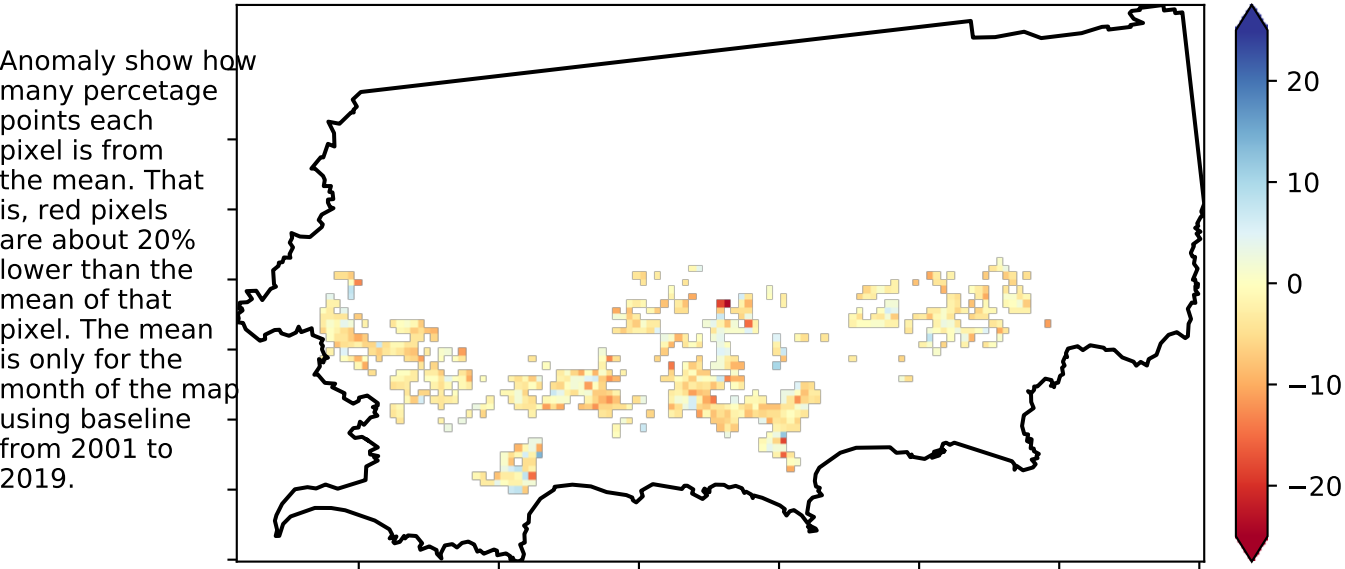 Anomaly show how
many percetage
points each
pixel is from
the mean. That
is, red pixels
are about 20%
lower than the
mean of that
pixel. The mean
is only for the
month of the map
using baseline
from 2001 to
2019.
20
10
0
−10
−20